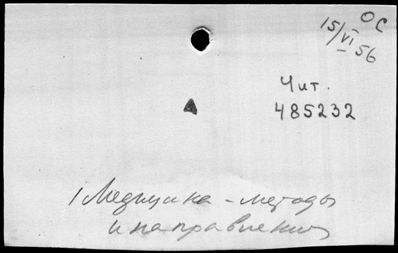 ОС
15/VI 56
Чит.
485232
1 Медицина - методы
и направления